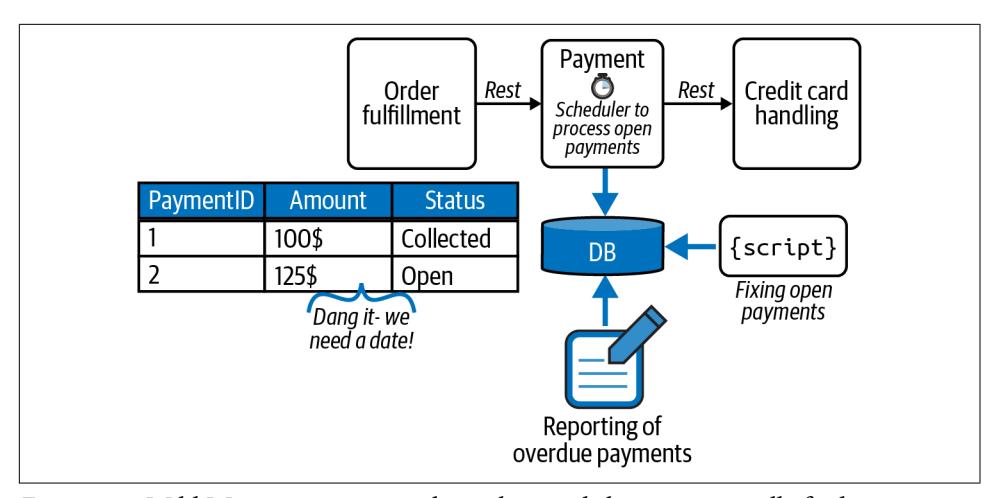 Order
fulfillment
Rest
Payment
Scheduler to
process open
payments
Rest
Credit card
handling
PaymentID Amount Status
1 100$ Collected
2 125$ Open
Dang it- we
need a date!
DB
{script}
Fixing open
payments
Reporting of
overdue payments